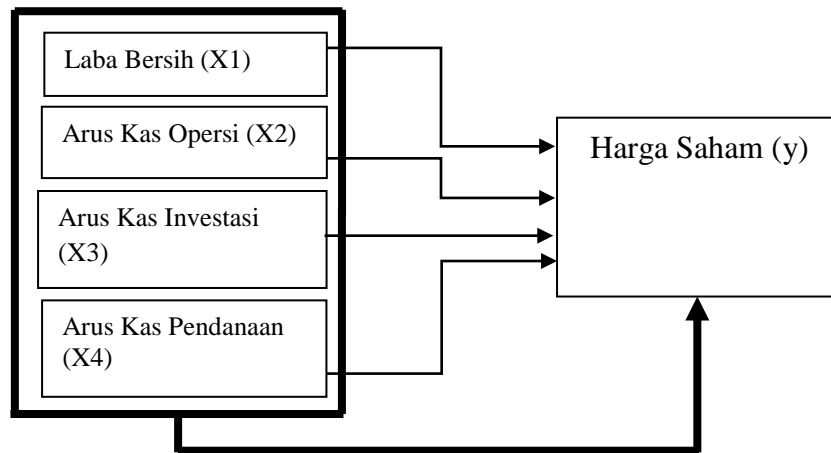 Laba Bersih (X1)
Arus Kas Opersi (X2)
Arus Kas Investasi
(X3)
Arus Kas Pendanaan
(X4)
Harga Saham (y)